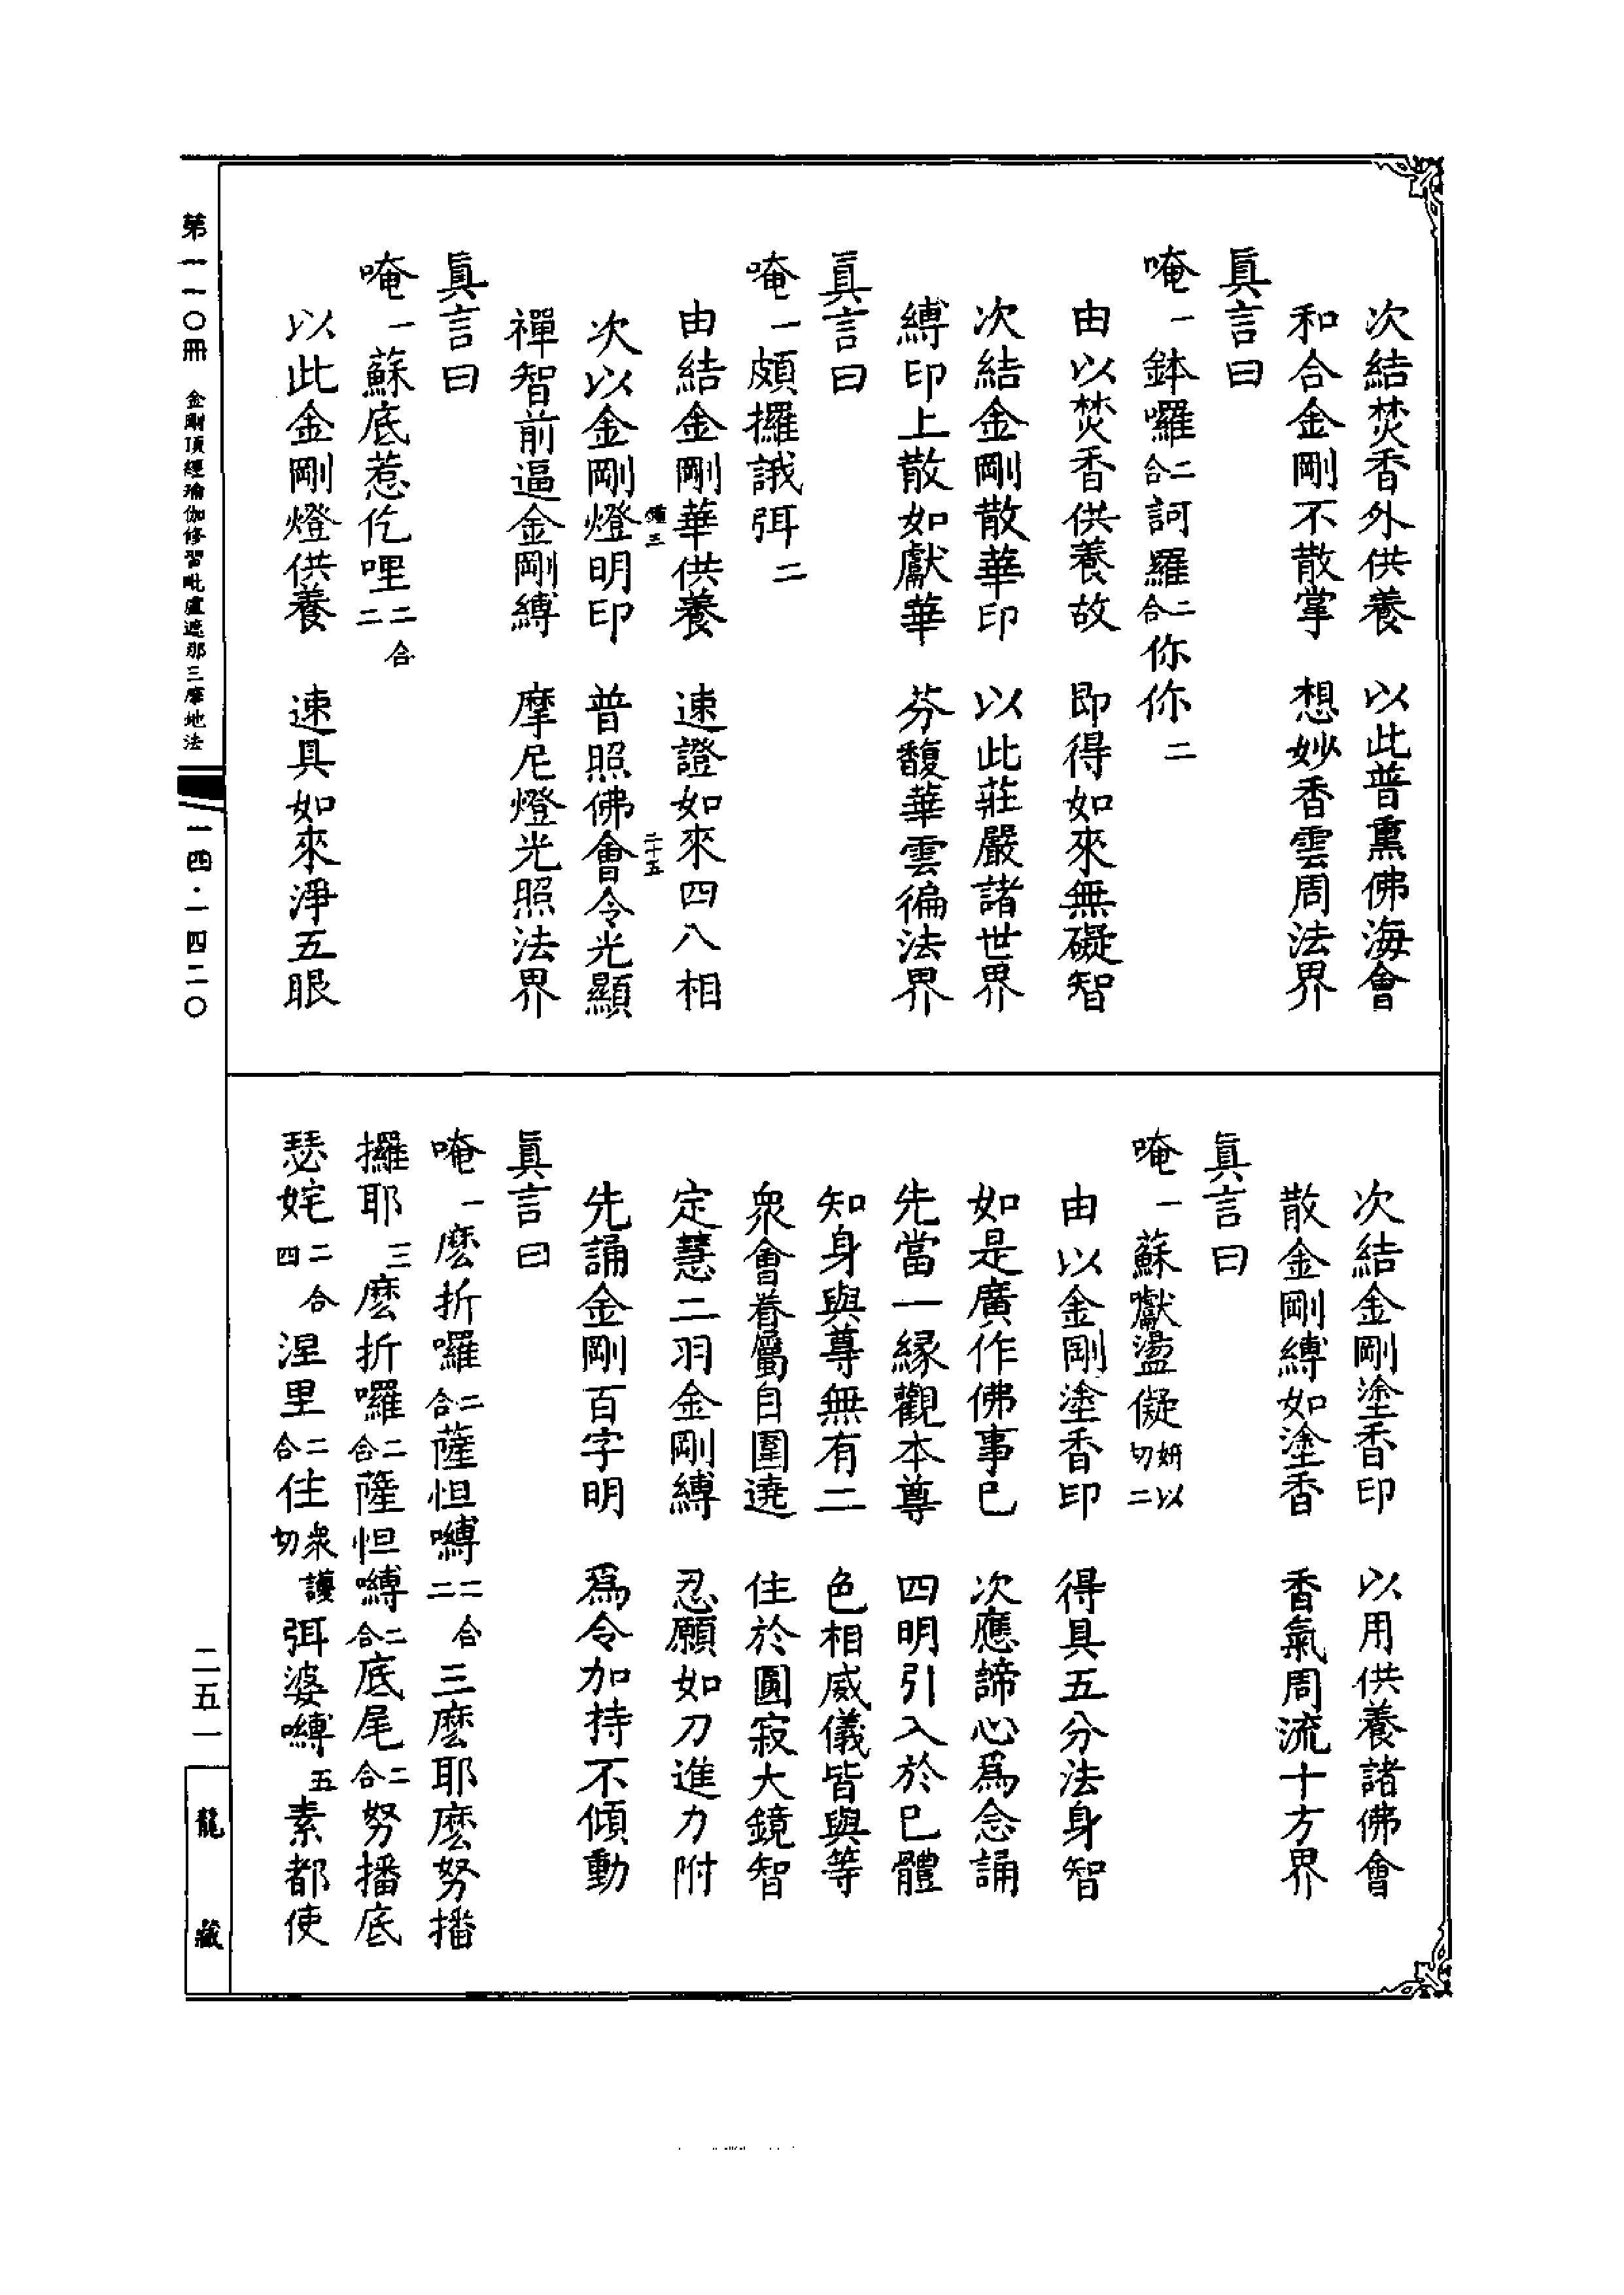 次結焚香外供養　以此普熏佛海會
和合金剛不散掌　想妙香雲周法界
真言曰
唵一鉢囉二合訶羅二合你你二
由以焚香供養故　即得如來無礙智
次結金剛散華印　以此莊嚴諸世界
縛印上散如獻華　芬馥華雲徧法界
真言曰
唵一頗攞誐弭二
由結金剛華供養　速證如來四八相
鍾三　二十五
次以金剛燈明印　普照佛會令光顯
禪智前逼金剛縛　摩尼燈光照法界
真言曰
唵一蘇底惹仡哩二合二
以此金剛燈供養　速具如來淨五眼
次結金剛塗香印　以用供養諸佛會
散金剛縛如塗香　香氣周流十方界
真言曰
唵一蘇𠿒盪儗妍以切二
由以金剛塗香印　得具五分法身智
如是廣作佛事已　次應諦心為念誦
先當一緣觀本尊　四明引入於已體
知身與尊無有二　色相威儀皆與等
眾會眷屬自圍遶　住於圓寂大鏡智
定慧二羽金剛縛　忍願如刀進力附
先誦金剛百字明　爲令加持不傾動
真言曰
唵一麽折囉二合薩怛嚩二合二三麽耶麽努播
攞耶三麽折囉二合薩怛嚩二合底尾二合努播底
瑟姹二合四涅里二合住眾護切弭婆嚩五素都使
第一一〇冊　金剛頂經瑜伽修習毗盧遮那三摩地法
一四·一四二〇
二五一
龍藏